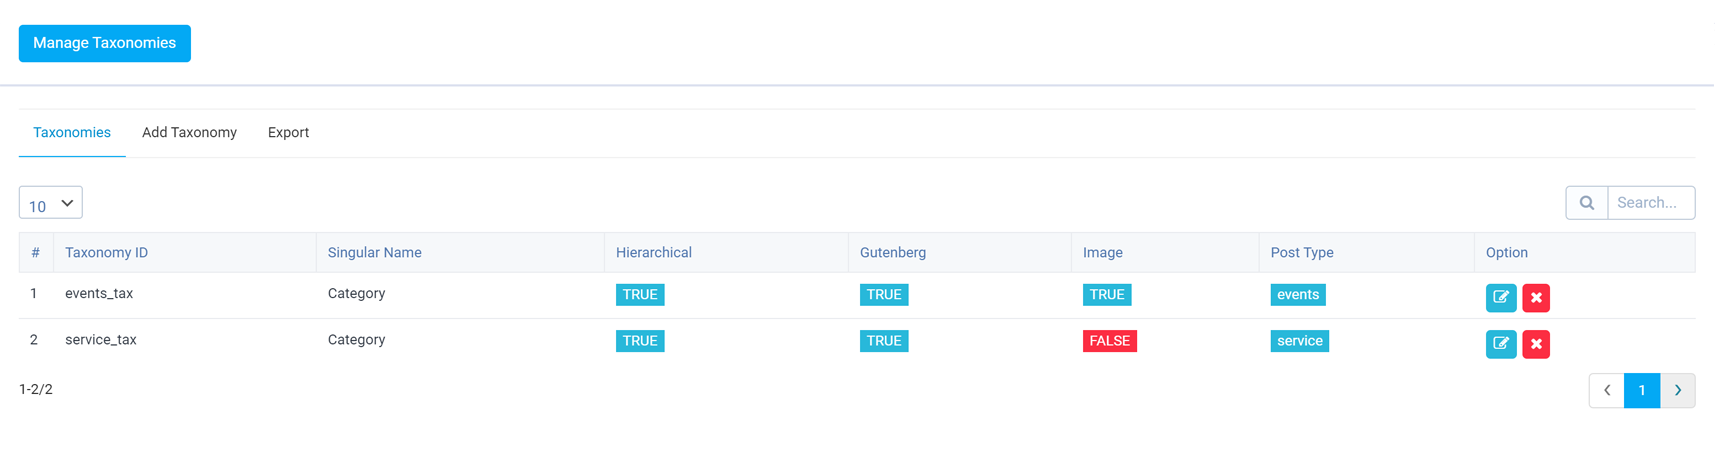 Manage Taxonomies
Taxonomies Add Taxonomy Export
10 Search...
# Taxonomy ID Singular Name Hierarchical Gutenberg Image Post Type Option
1 events_tax Category TRUE TRUE TRUE events
2 service_tax Category TRUE TRUE FALSE service
1-2/2 1